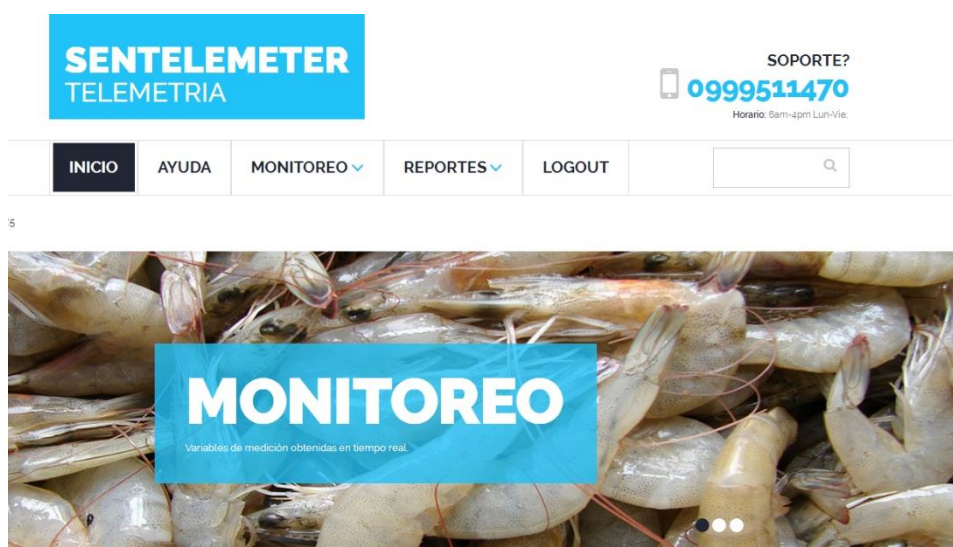 SENTELEMETER
TELEMETRIA
SOPORTE?
0999511470
Horario: 6am-4pm Lun-Vie.
INICIO
AYUDA
MONITOREO
REPORTES
LOGOUT
MONITOREO
Variables de medición obtenidas en tiempo real.